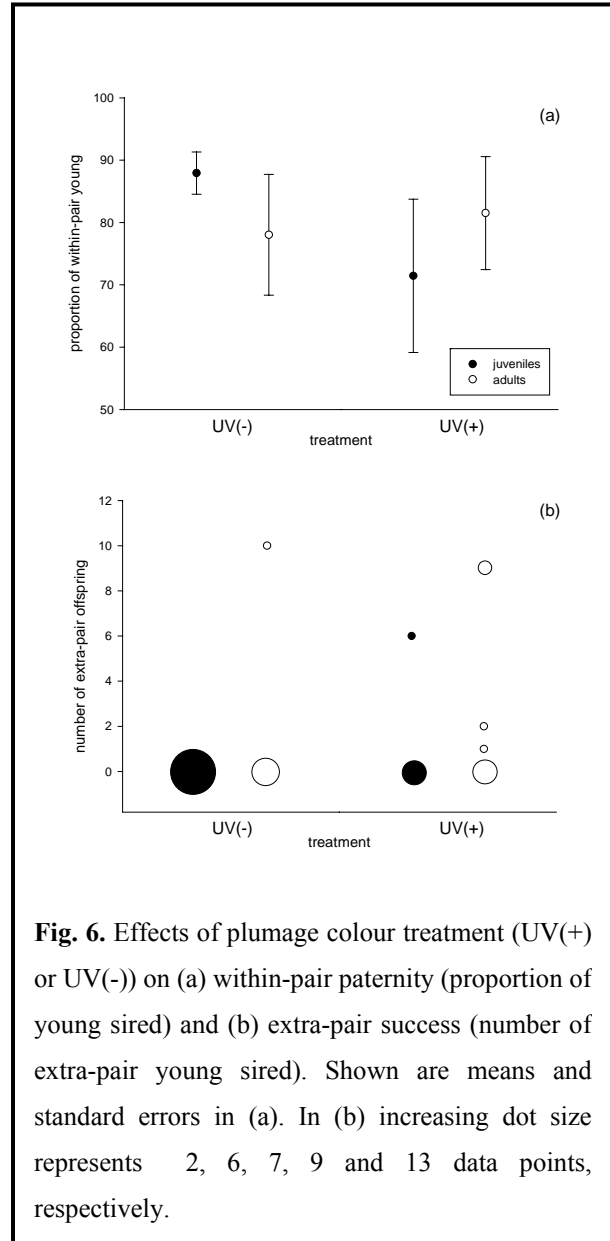 (a)
100
90
80
70
60
50
proportion of within-pair young
juveniles
adults
UV(-)
UV(+)
treatment
(b)
12
10
8
6
4
2
0
number of extra-pair offspring
UV(-)
UV(+)
treatment
Fig. 6. Effects of plumage colour treatment (UV(+)
or UV(-)) on (a) within-pair paternity (proportion of
young sired) and (b) extra-pair success (number of
extra-pair young sired). Shown are means and
standard errors in (a). In (b) increasing dot size
represents 2, 6, 7, 9 and 13 data points,
respectively.